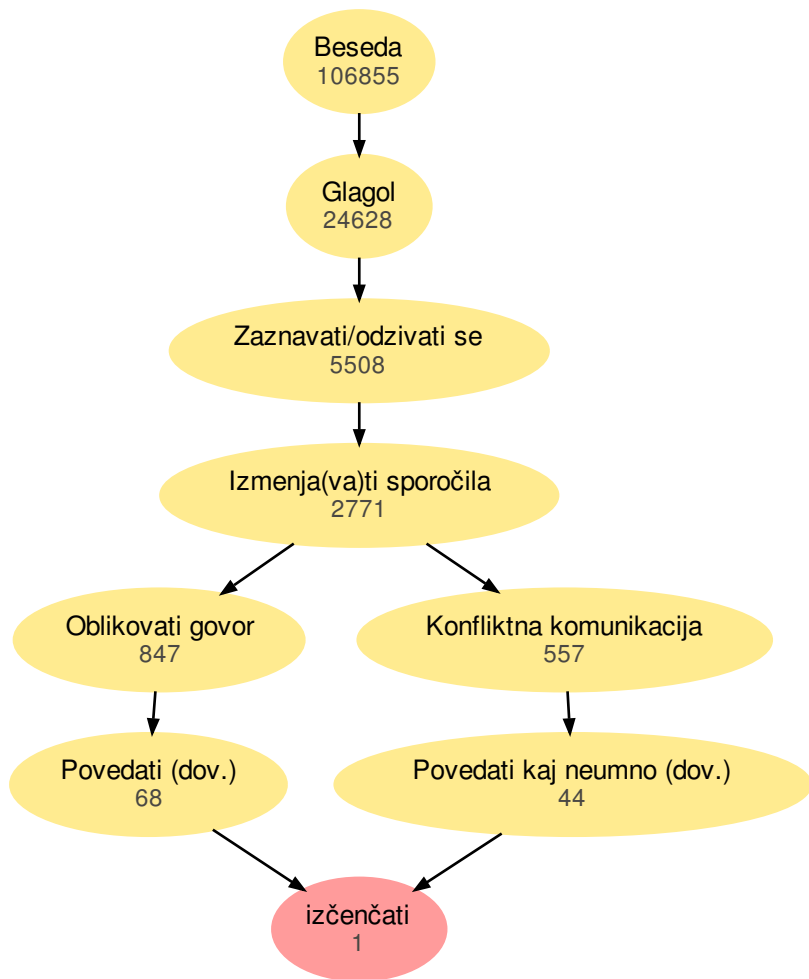 Beseda
106855
Glagol
24628
Zaznavati/odzivati se
5508
Izmenja(va)ti sporočila
2771
Oblikovati govor
847
Konfliktna komunikacija
557
Povedati (dov.)
68
Povedati kaj neumno (dov.)
44
izčenčati
1